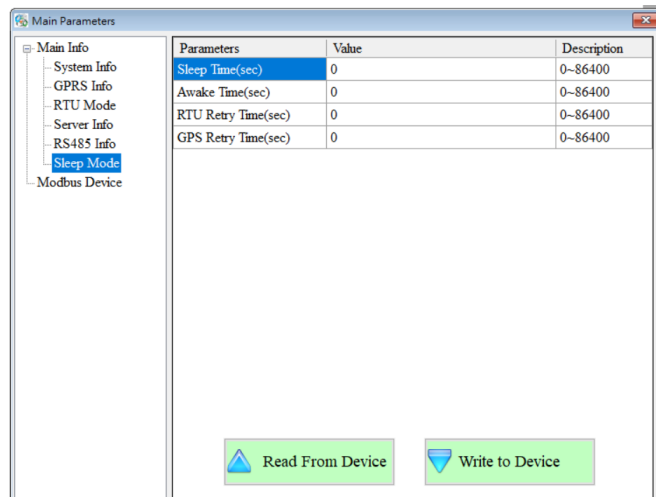 Main Parameters
Main Info
System Info
GPRS Info
RTU Mode
Server Info
RS485 Info
Sleep Mode
Modbus Device
Parameters Value Description
Sleep Time(sec) 0 0~86400
Awake Time(sec) 0 0~86400
RTU Retry Time(sec) 0 0~86400
GPS Retry Time(sec) 0 0~86400
Read From Device Write to Device